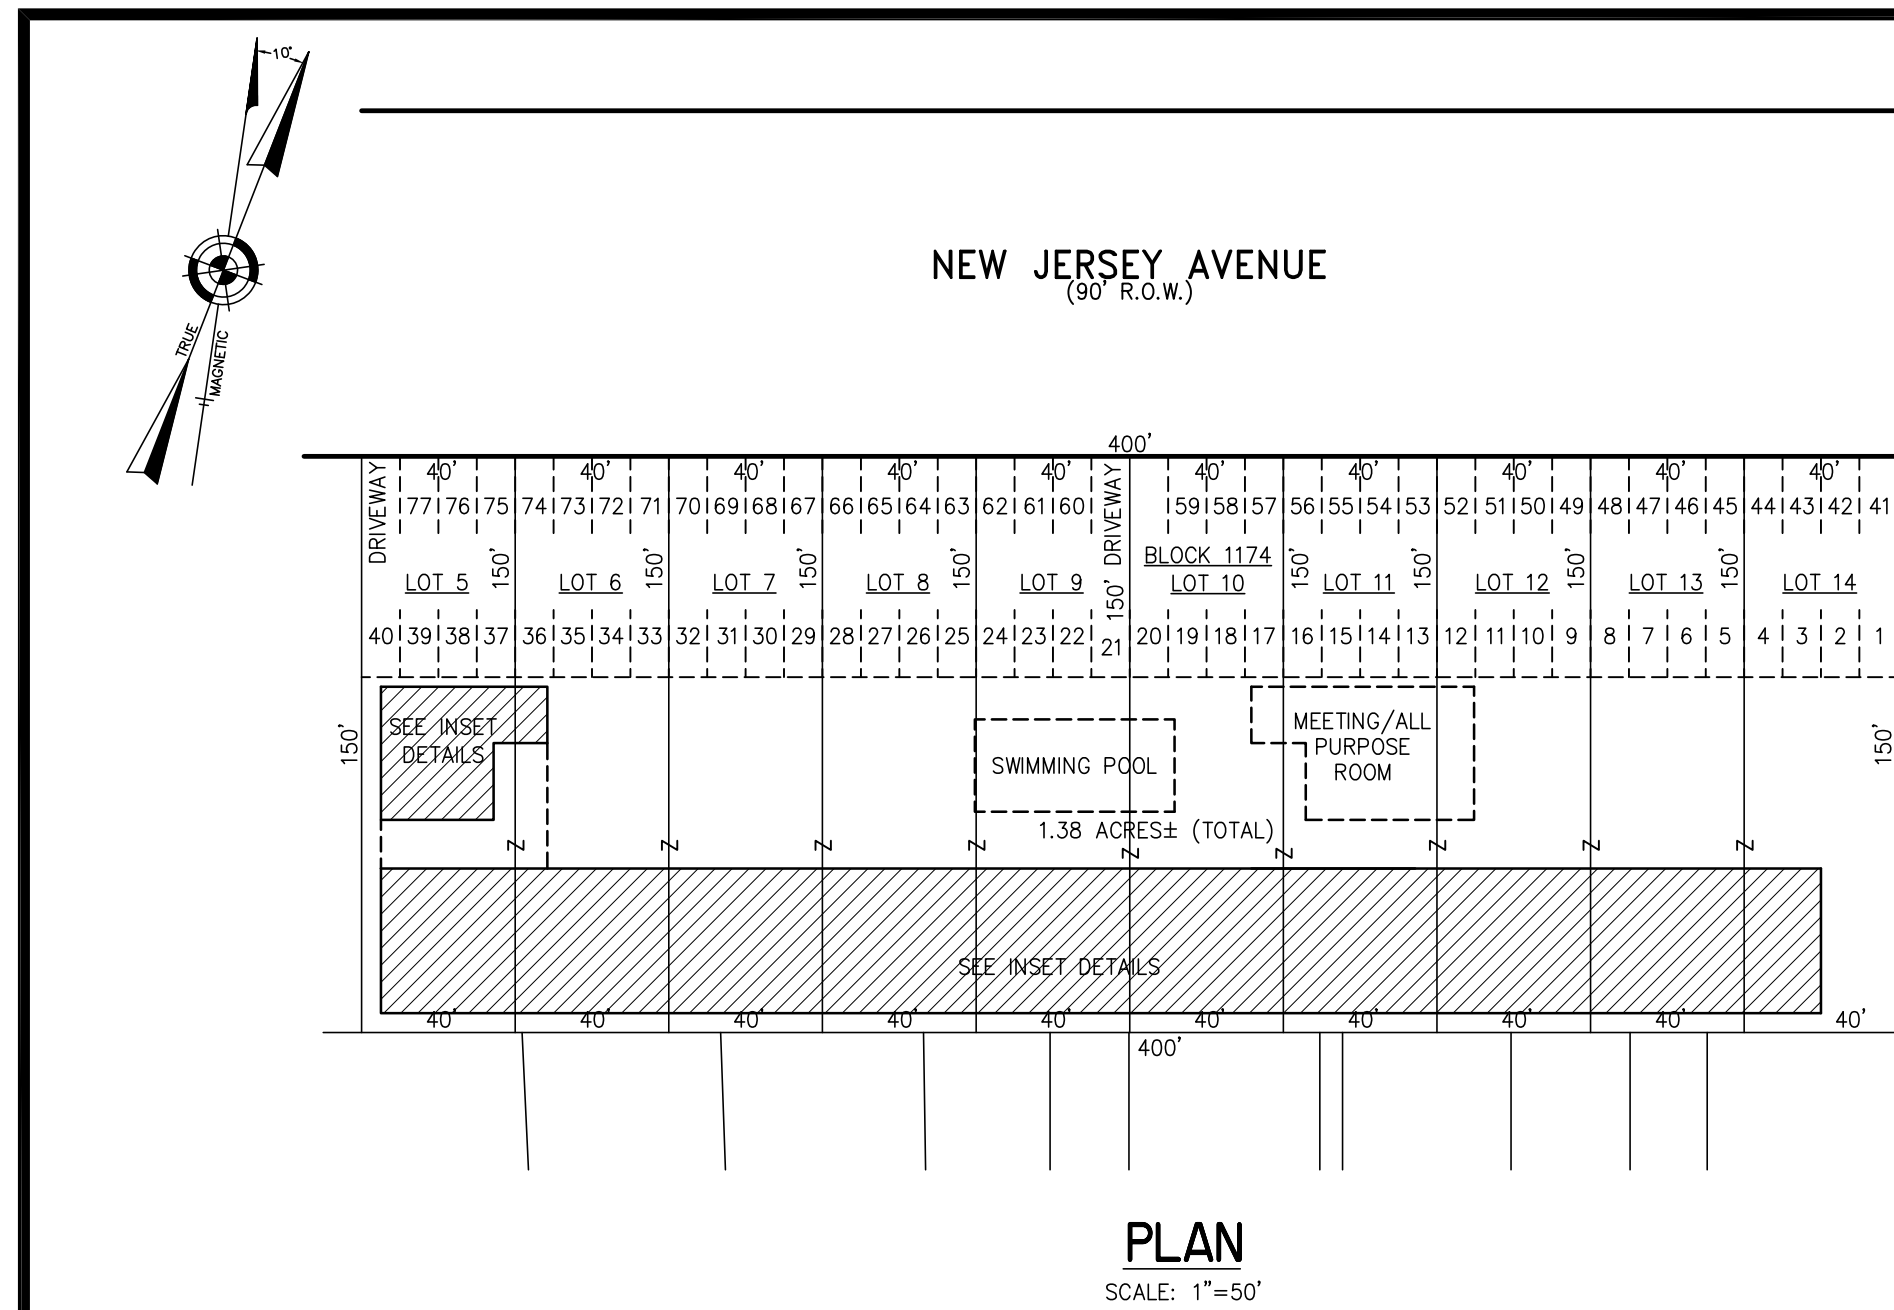 10°
TRUE
MAGNETIC
NEW JERSEY AVENUE
(90' R.O.W.)
400'
40' 40' 40' 40' 40' 40' 40' 40' 40' 40'
DRIVEWAY 77 76 75 74 73 72 71 70 69 68 67 66 65 64 63 62 61 60 DRIVEWAY 59 58 57 56 55 54 53 52 51 50 49 48 47 46 45 44 43 42 41
BLOCK 1174
150' 150' 150' 150' 150' 150' 150' 150' 150'
LOT 5 LOT 6 LOT 7 LOT 8 LOT 9 LOT 10 LOT 11 LOT 12 LOT 13 LOT 14
40 39 38 37 36 35 34 33 32 31 30 29 28 27 26 25 24 23 22 21 20 19 18 17 16 15 14 13 12 11 10 9 8 7 6 5 4 3 2 1
150'
SEE INSET
DETAILS
SWIMMING POOL
MEETING/ALL
PURPOSE
ROOM
150'
1.38 ACRES± (TOTAL)
Z Z Z Z Z Z Z Z Z
SEE INSET DETAILS
40' 40' 40' 40' 40' 40' 40' 40' 40' 40'
400'
PLAN
SCALE: 1"=50'